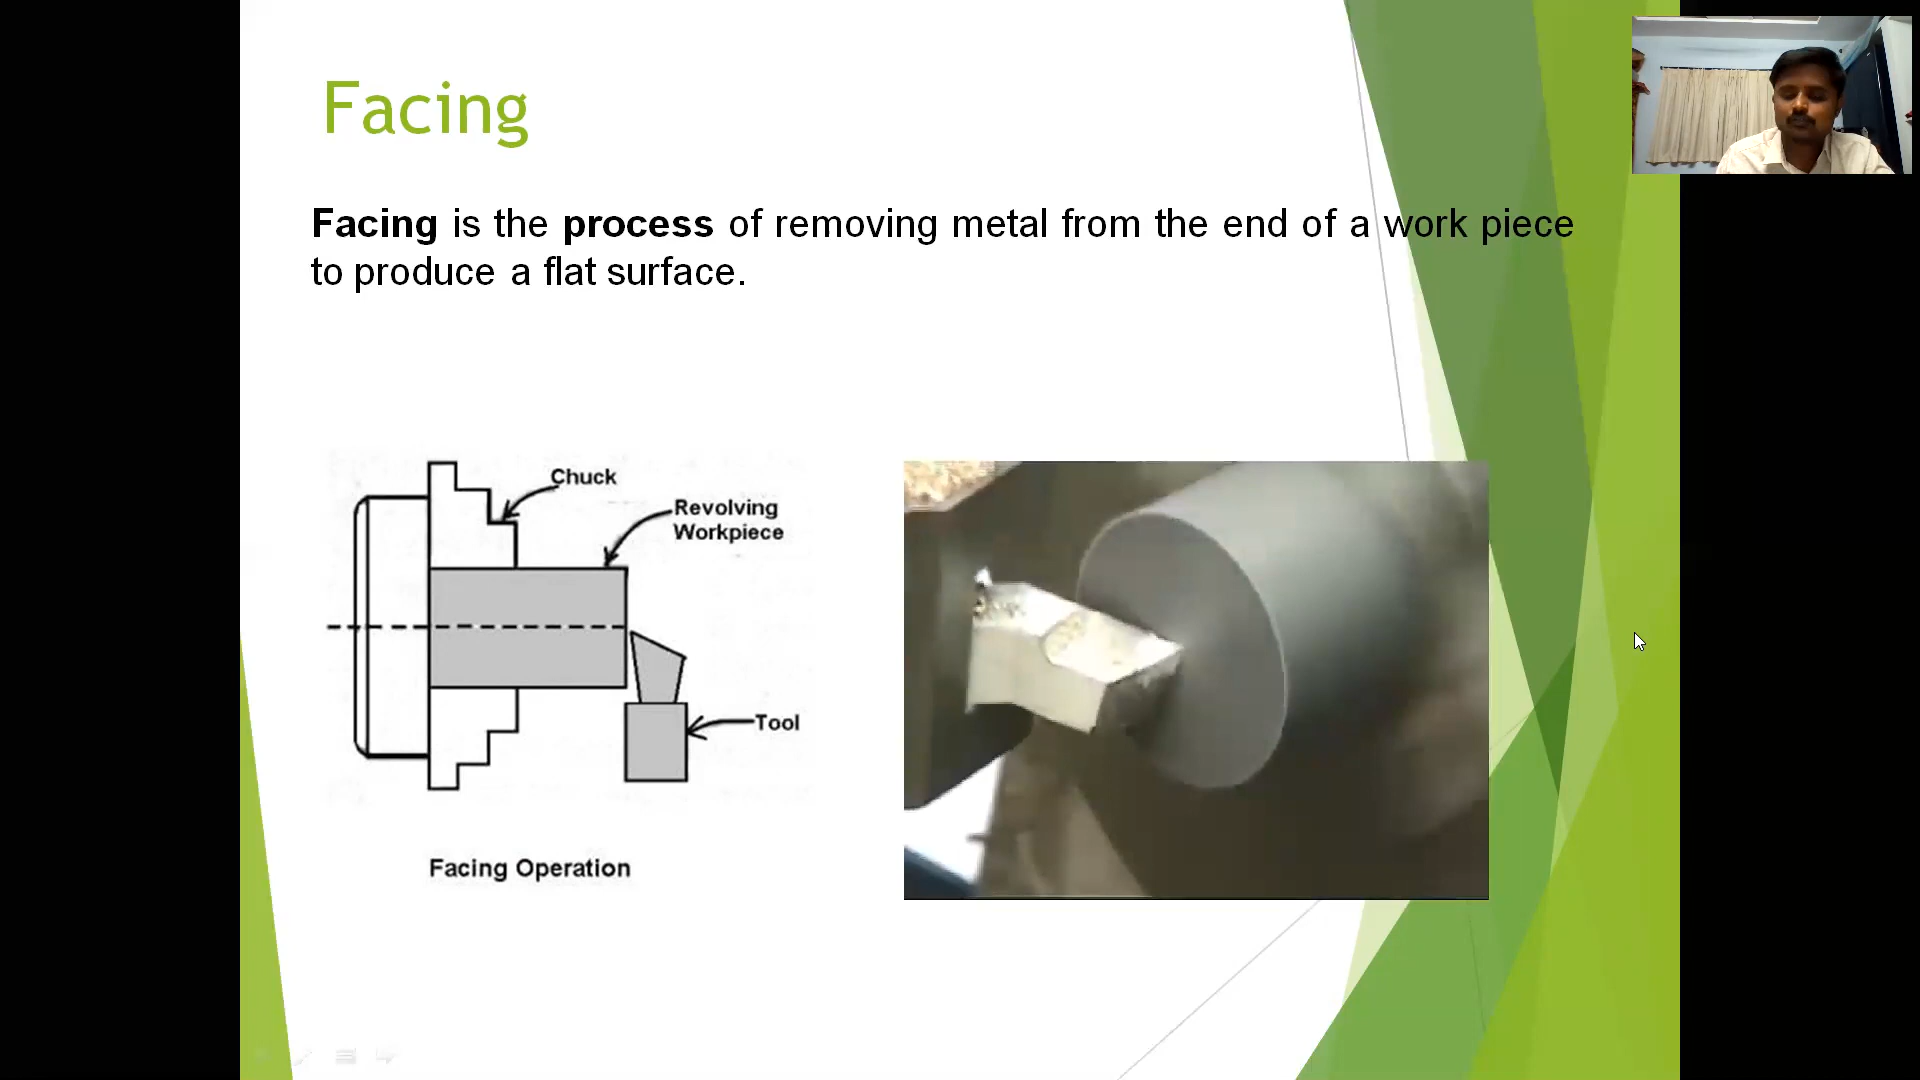 Facing
Facing is the process of removing metal from the end of a work piece
to produce a flat surface.
Chuck
Revolving
Workpiece
Tool
Facing Operation